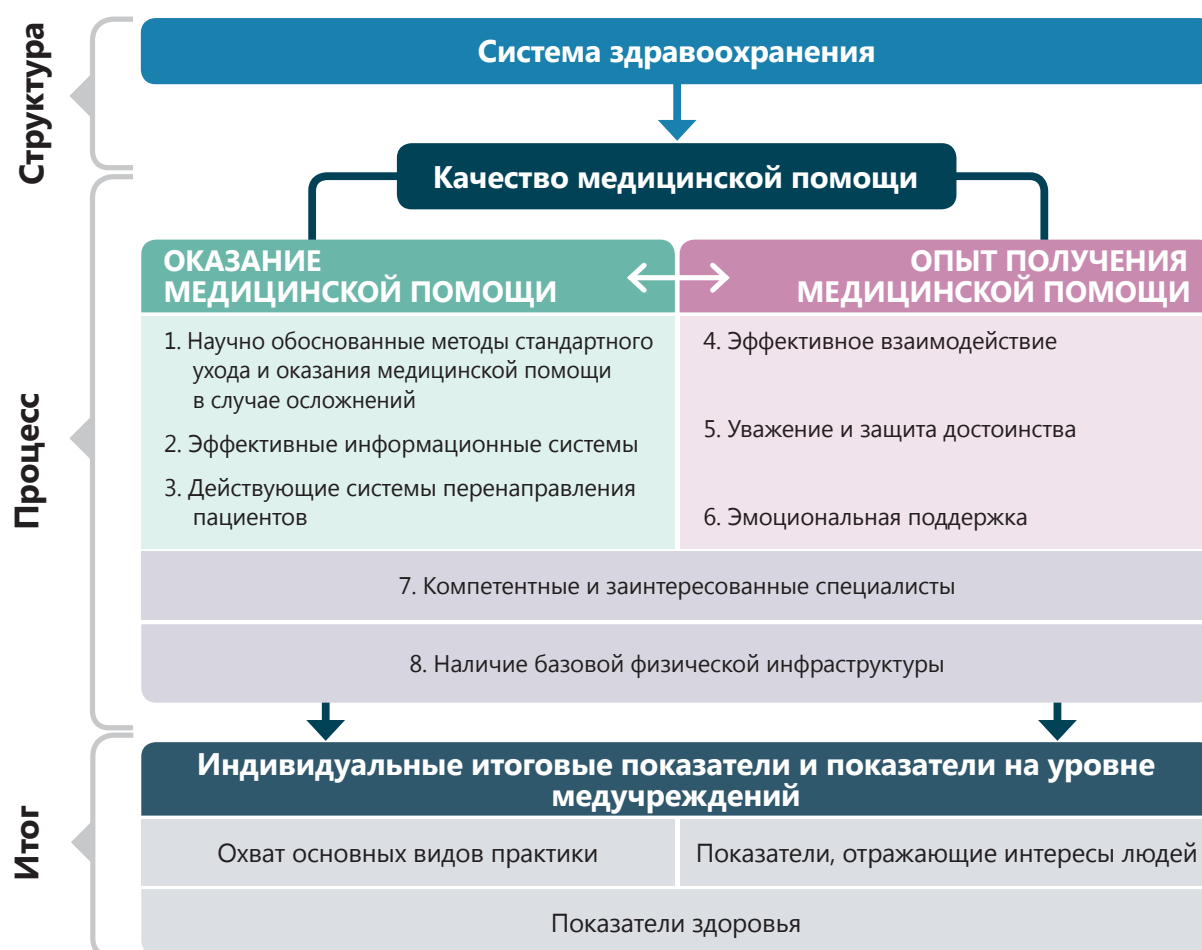 Структура
Система здравоохранения
Процесс
Качество медицинской помощи
ОКАЗАНИЕ
МЕДИЦИНСКОЙ ПОМОЩИ
1. Научно обоснованные методы стандартного
ухода и оказания медицинской помощи
в случае осложнений
2. Эффективные информационные системы
3. Действующие системы перенаправления
пациентов
ОПЫТ ПОЛУЧЕНИЯ
МЕДИЦИНСКОЙ ПОМОЩИ
4. Эффективное взаимодействие
5. Уважение и защита достоинства
6. Эмоциональная поддержка
7. Компетентные и заинтересованные специалисты
8. Наличие базовой физической инфраструктуры
Итог
Индивидуальные итоговые показатели и показатели на уровне
медучреждений
Охват основных видов практики
Показатели, отражающие интересы людей
Показатели здоровья